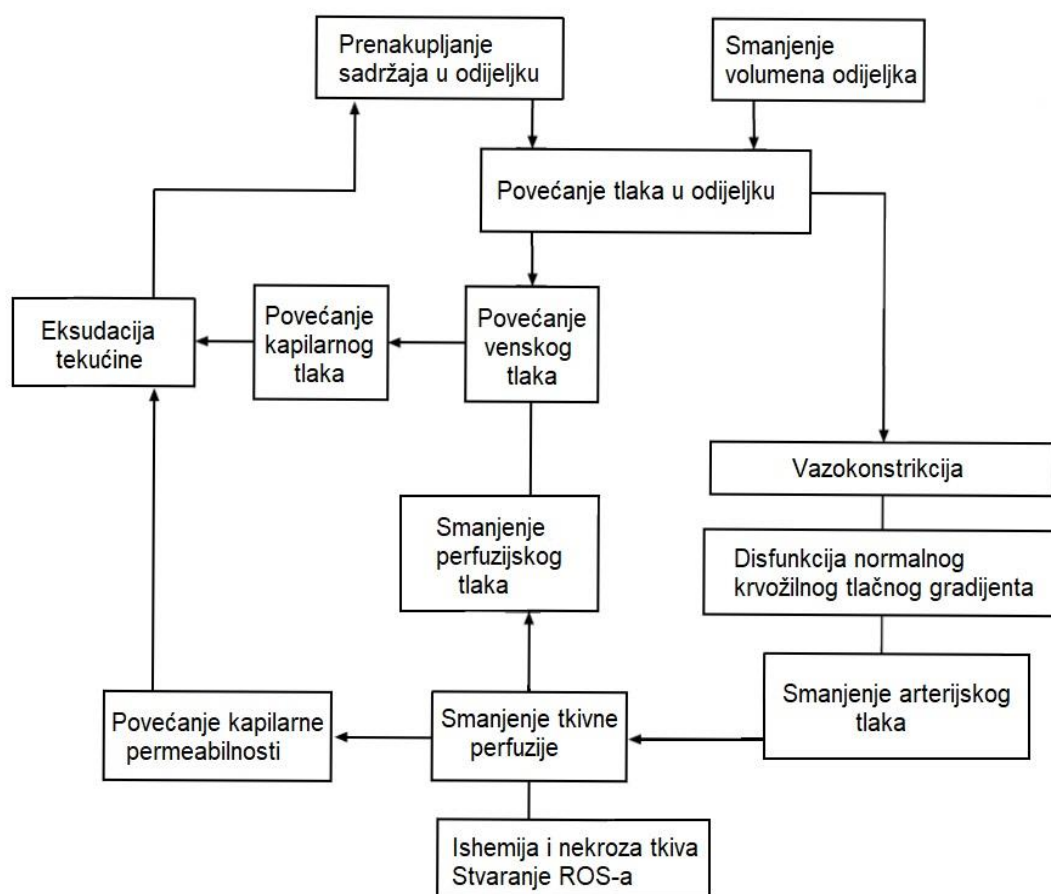 Prenakupljanje
sadržaja u odijeljku
Smanjenje
volumena odijeljka
Povećanje tlaka u odijeljku
Eksudacija
tekućine
Povećanje
kapilarnog
tlaka
Povećanje
venskog
tlaka
Vazokonstrikcija
Smanjenje
perfuzijskog
tlaka
Disfunkcija normalnog
krvožilnog tlačnog gradijenta
Povećanje kapilarne
permeabilnosti
Smanjenje tkivne
perfuzije
Smanjenje arterijskog
tlaka
Ishemija i nekroza tkiva
Stvaranje ROS-a